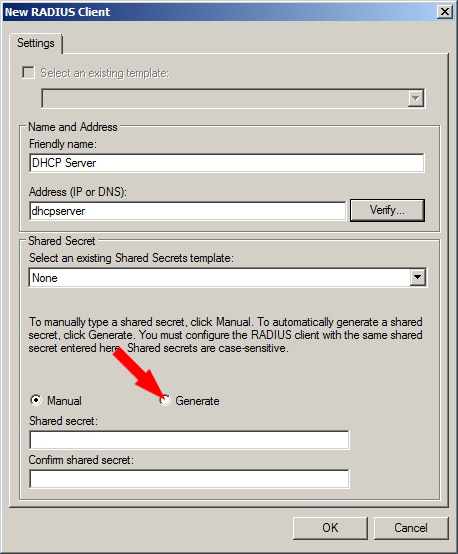 New RADIUS Client
Settings
Select an existing template:
Name and Address
Friendly name:
DHCP Server
Address (IP or DNS):
dhcpserver
Verify...
Shared Secret
Select an existing Shared Secrets template:
None
To manually type a shared secret, click Manual. To automatically generate a shared
secret, click Generate. You must configure the RADIUS client with the same shared
secret entered here. Shared secrets are case-sensitive.
Manual
Generate
Shared secret:
Confirm shared secret:
OK
Cancel